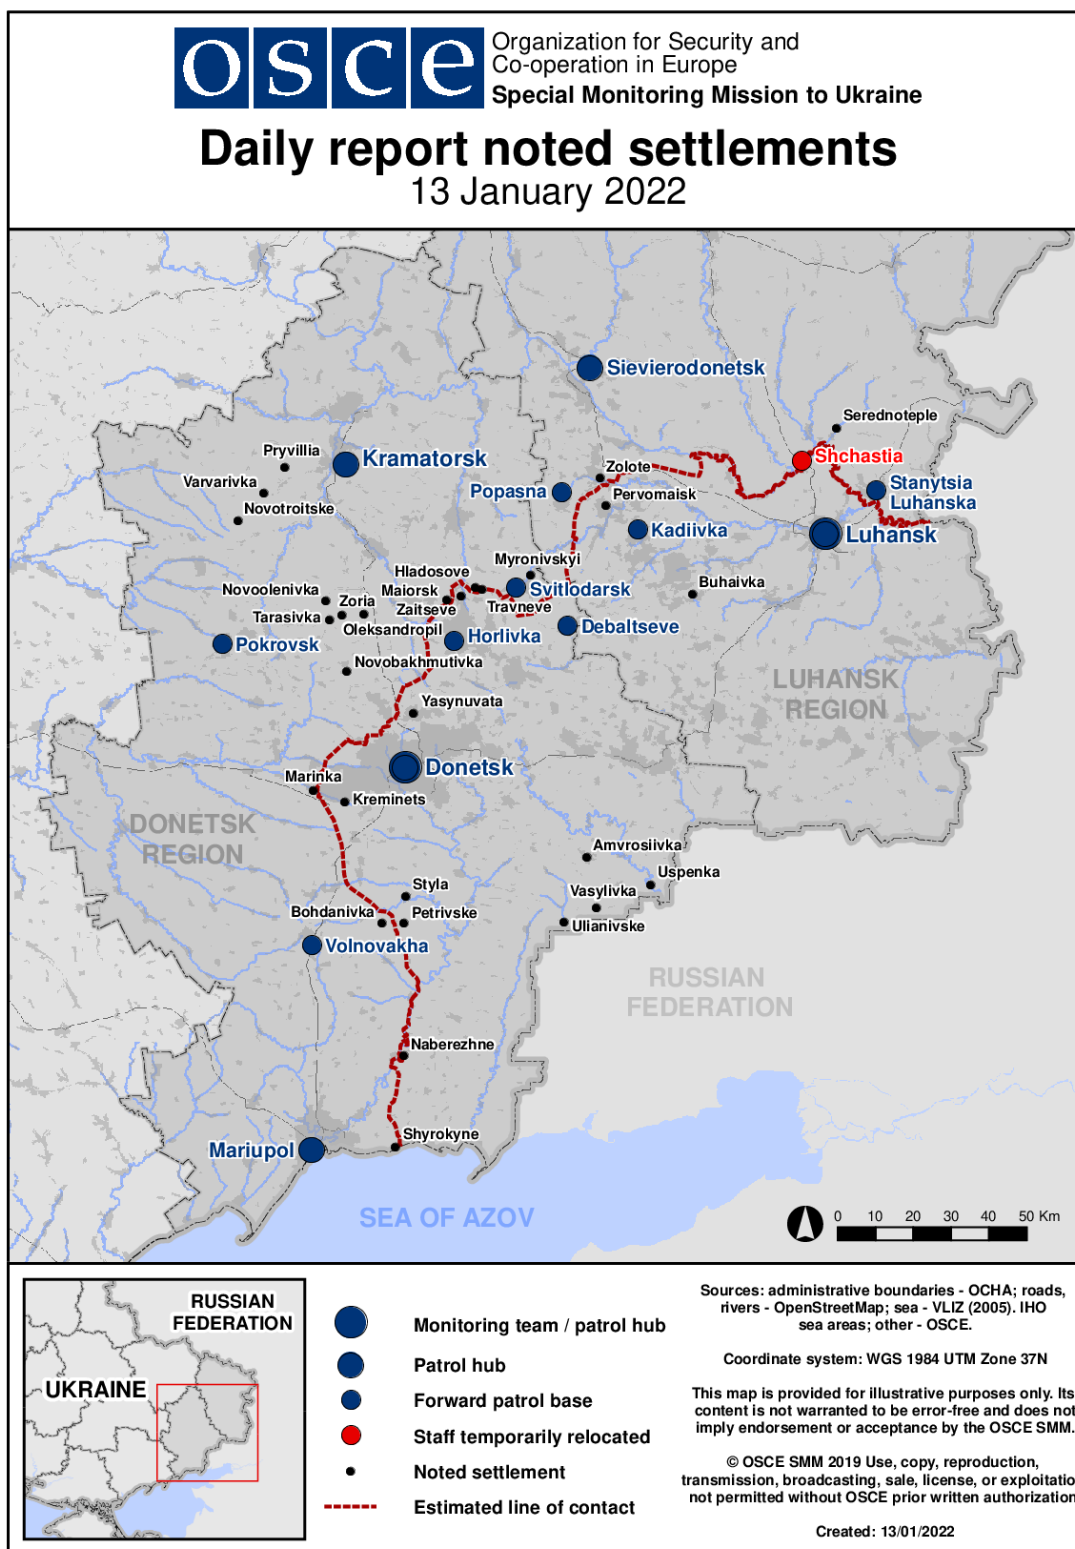 osce
Organization for Security and
Co-operation in Europe
Special Monitoring Mission to Ukraine
Daily report noted settlements
13 January 2022
Sievierodonetsk
Serednoteple
Shchastia
Pryvillia
Kramatorsk
Varvarivka
Novotroitske
Zolote
Popasna
Pervomaisk
Stanytsia
Luhanska
Kadiivka
Luhansk
Myronivskyi
Hladosove
Maiorsk
Zaitseve
Svitlodarsk
Travneve
Buhaivka
Novoolenivka
Zoria
Tarasivka
Oleksandropil
Horlivka
Debaltseve
Pokrovsk
Novobakhmutivka
LUHANSK
REGION
Yasynuvata
Donetsk
Marinka
Kreminets
DONETSK
REGION
Amvrosiivka
Uspenka
Styla
Vasylivka
Bohdanivka
Petrivske
Ulianivske
Volnovakha
RUSSIAN
FEDERATION
Naberezhne
Shyrokyne
Mariupol
SEA OF AZOV
0 10 20 30 40 50 Km
RUSSIAN
FEDERATION
UKRAINE
Monitoring team / patrol hub
Patrol hub
Forward patrol base
Staff temporarily relocated
Noted settlement
Estimated line of contact
Sources: administrative boundaries - OCHA; roads,
rivers - OpenStreetMap; sea - VLIZ (2005). IHO
sea areas; other - OSCE.
Coordinate system: WGS 1984 UTM Zone 37N
This map is provided for illustrative purposes only. Its
content is not warranted to be error-free and does not
imply endorsement or acceptance by the OSCE SMM.
© OSCE SMM 2019 Use, copy, reproduction,
transmission, broadcasting, sale, license, or exploitatio
not permitted without OSCE prior written authorization
Created: 13/01/2022